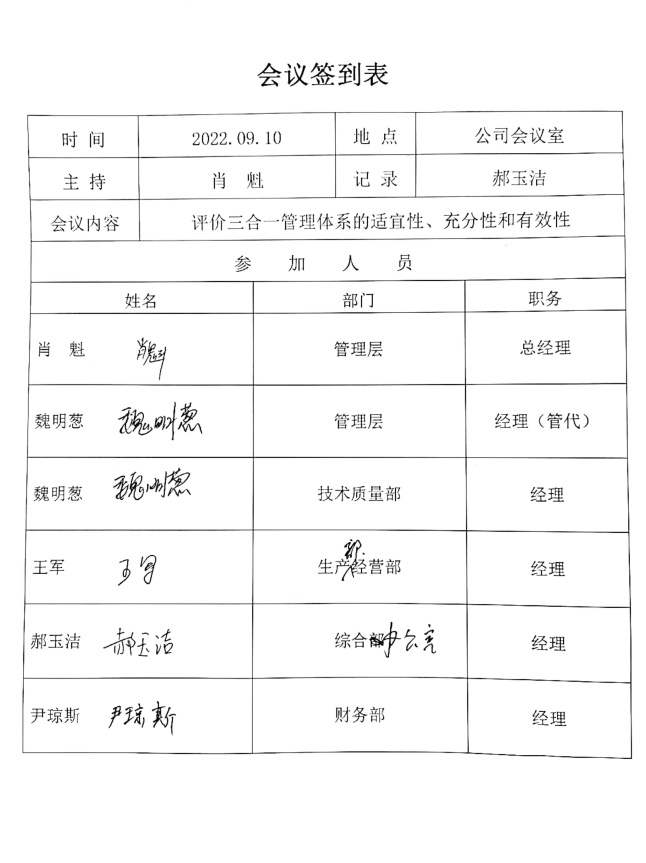 会议签到表
时 间 2022.09.10 地 点 公司会议室
主 持 肖 魁 记 录 郝玉洁
会议内容 评价三合一管理体系的适宜性、充分性和有效性
参 加 人 员
姓名 部门 职务
肖 魁 肖魁 管理层 总经理
魏明葱 魏明葱 管理层 经理（管代）
魏明葱 魏明葱 技术质量部 经理
部
王军 王军 生产经营部 经理
郝玉洁 郝玉洁 综合部办公室 经理
尹琼斯 尹琼斯 财务部 经理